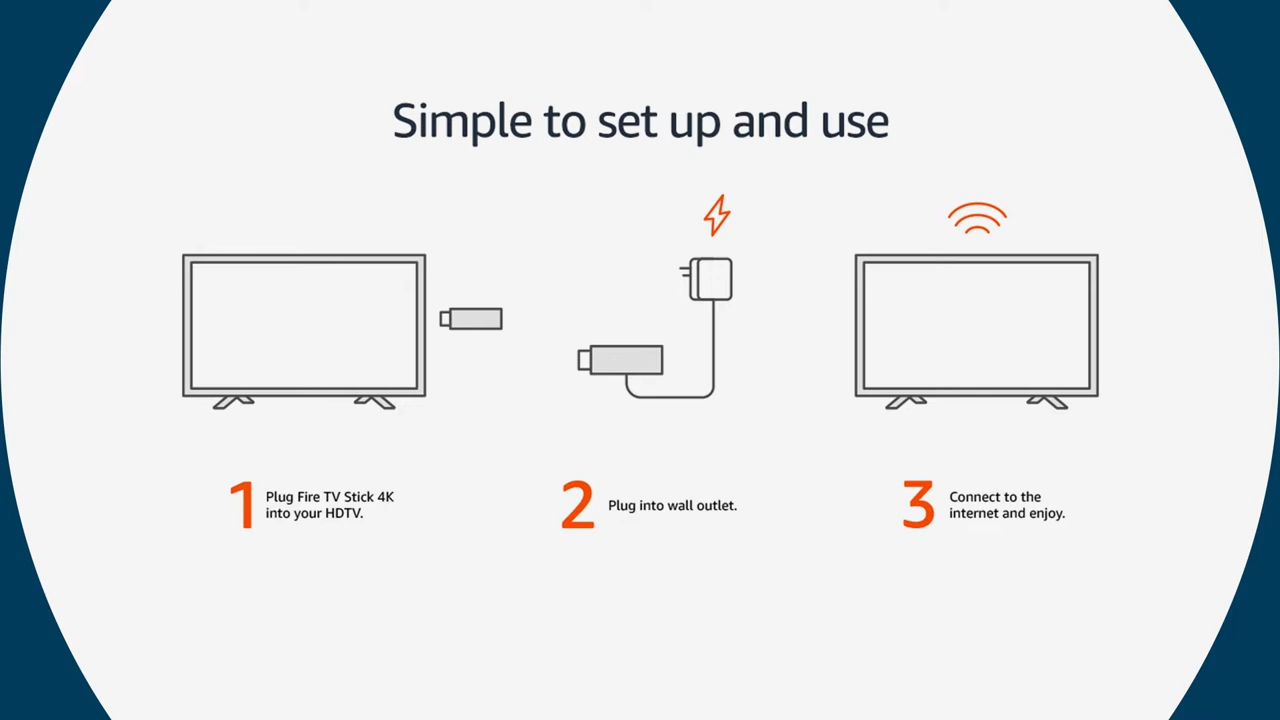 Simple to set up and use
1
Plug Fire TV Stick 4K
into your HDTV.
2
Plug into wall outlet.
3
Connect to the
internet and enjoy.